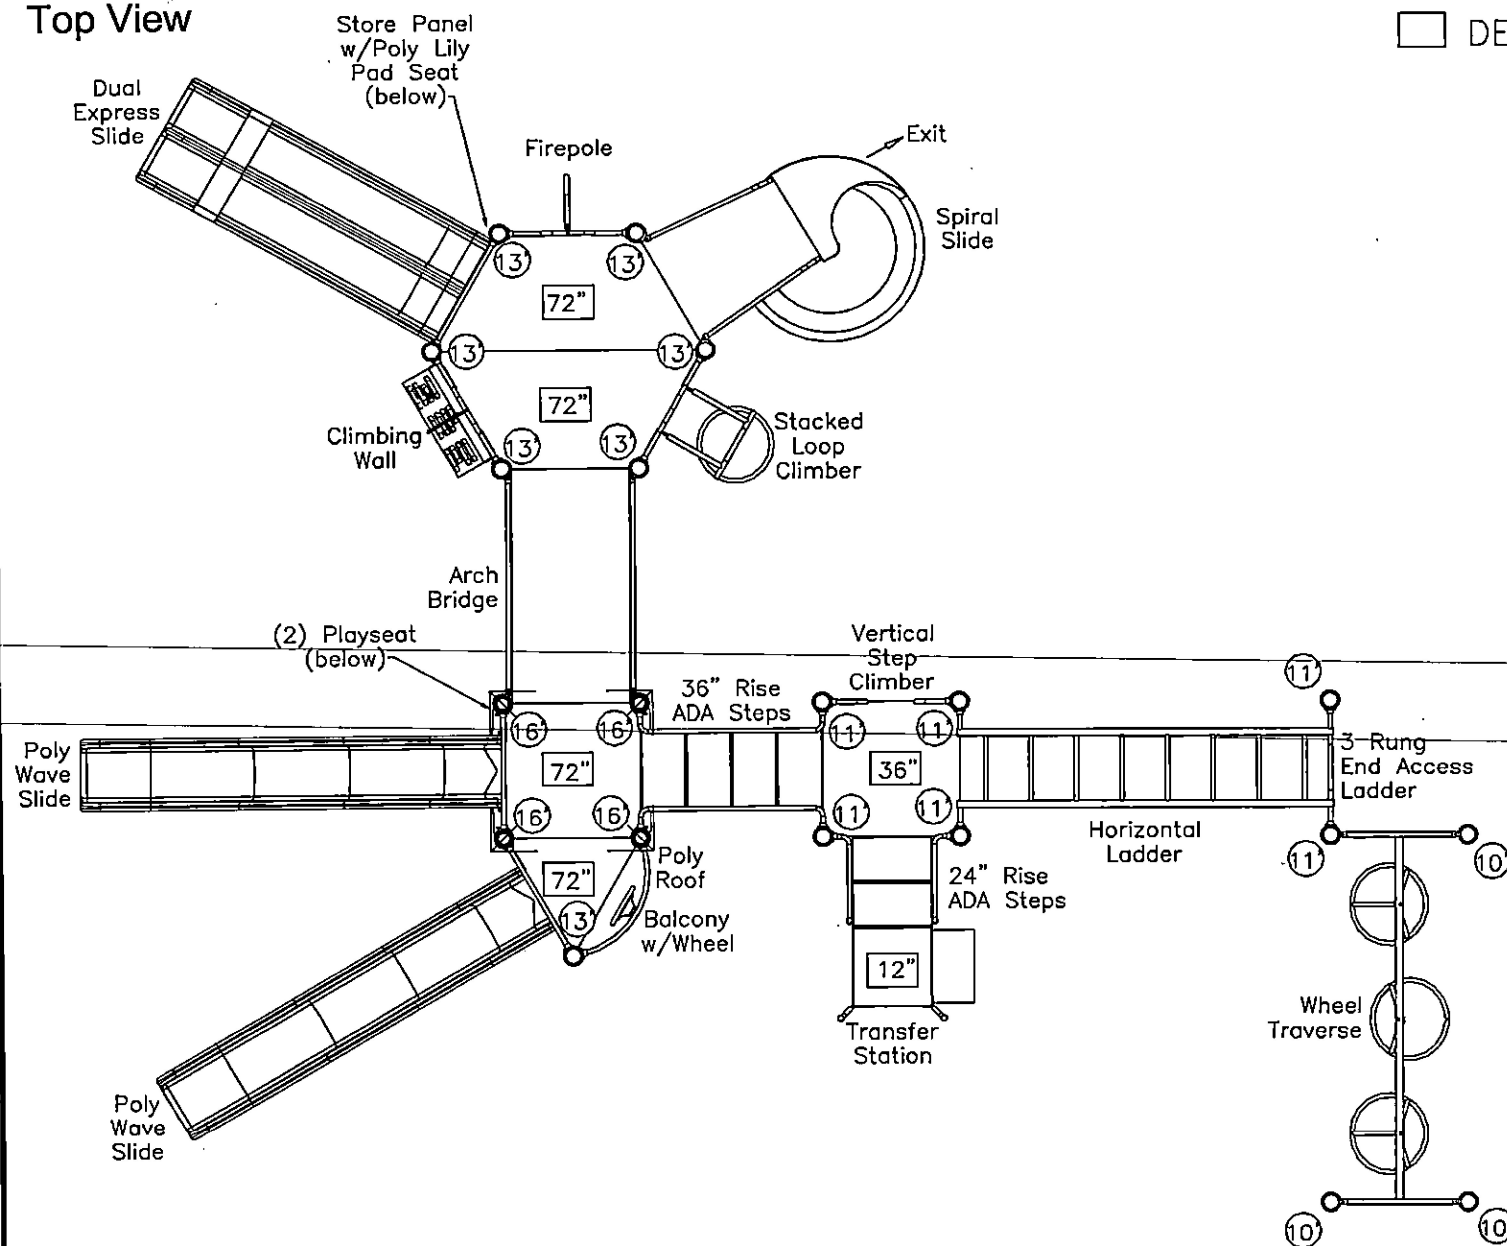 Top View
DE
Store Panel
w/Poly Lily
Pad Seat
(below)
Dual
Express
Slide
Firepole
Exit
Spiral
Slide
13'
13'
72"
13'
13'
72"
13'
13'
Climbing
Wall
Stacked
Loop
Climber
Arch
Bridge
(2) Playseat
(below)
36" Rise
ADA Steps
Vertical
Step
Climber
11'
16'
16'
11'
11'
Poly
Wave
Slide
72"
36"
3 Rung
End Access
Ladder
16'
16'
11'
11'
Horizontal
Ladder
11'
10'
72"
Poly
Roof
13'
Balcony
w/Wheel
24" Rise
ADA Steps
12"
Transfer
Station
Wheel
Traverse
Poly
Wave
Slide
10'
10